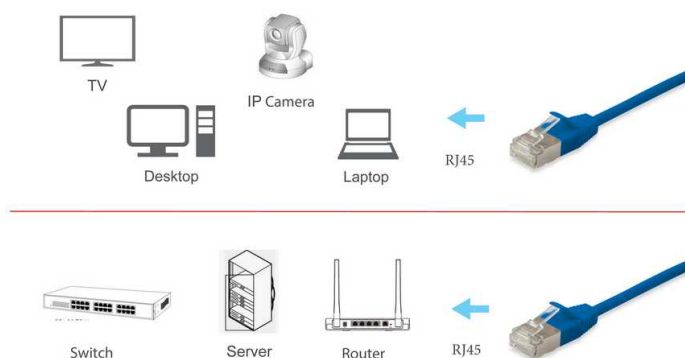 TV
IP Camera
Desktop
Laptop
RJ45
Switch
Server
Router
RJ45